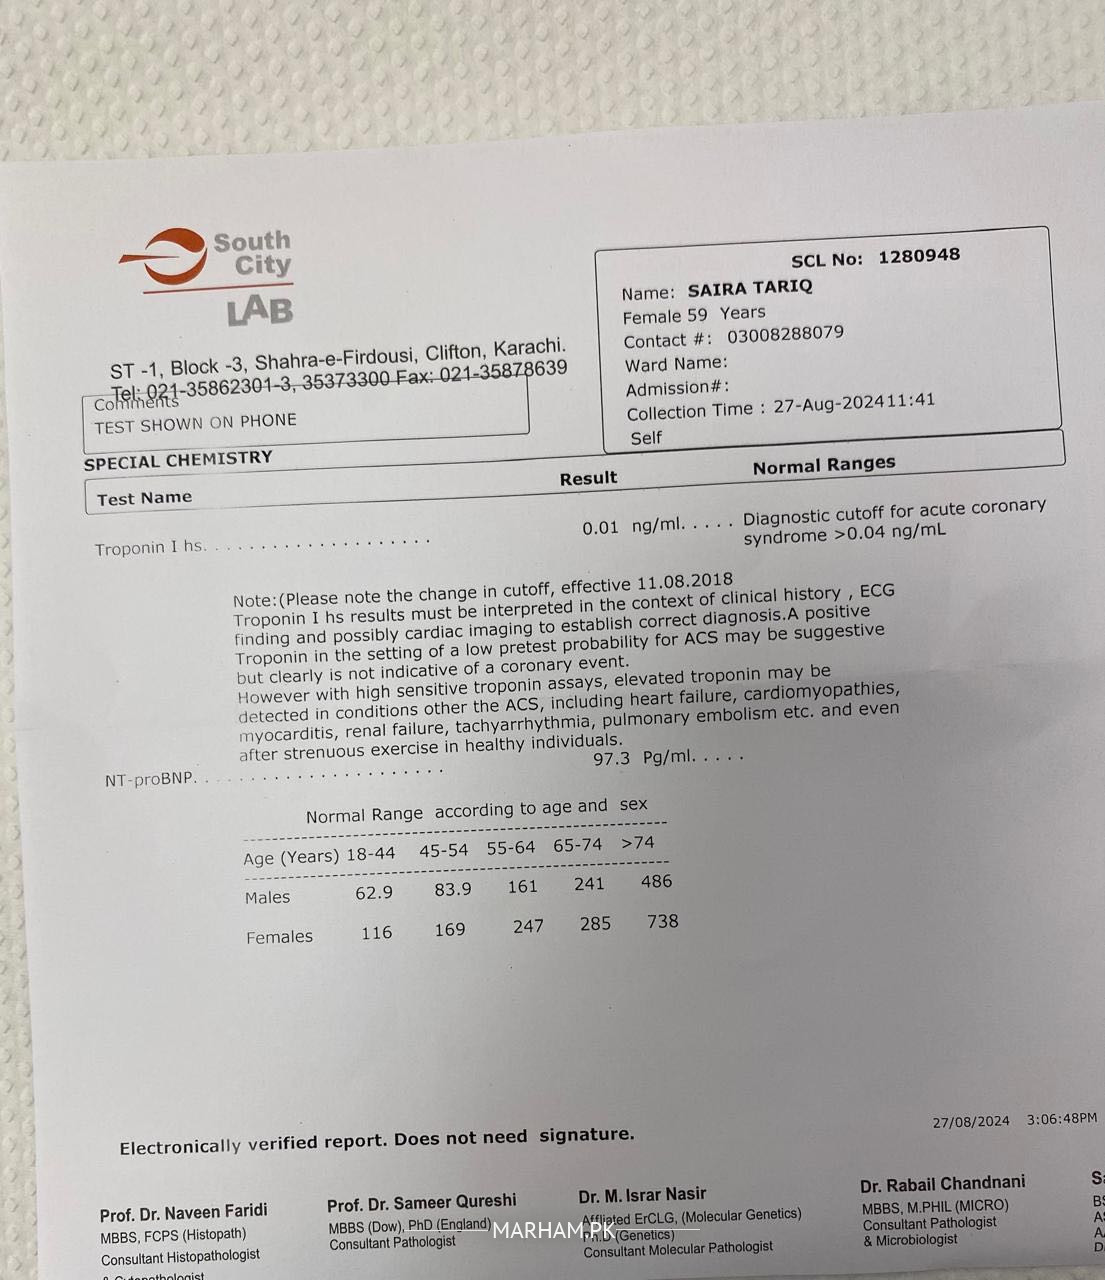 South
City
LAB
ST -1, Block -3, Shahra-e-Firdousi, Clifton, Karachi.
Tel: 021-35862301-3, 35373300 Fax: 021-35878639
Comments
TEST SHOWN ON PHONE
SCL No: 1280948
Name: SAIRA TARIQ
Female 59 Years
Contact #: 03008288079
Ward Name:
Admission#:
Collection Time : 27-Aug-202411:41
Self
SPECIAL CHEMISTRY
Test Name Result Normal Ranges
Troponin I hs. . . . . . . . . . . . . . . . . . . . 0.01 ng/ml. . . . . Diagnostic cutoff for acute coronary
syndrome >0.04 ng/mL
Note:(Please note the change in cutoff, effective 11.08.2018
Troponin I hs results must be interpreted in the context of clinical history , ECG
finding and possibly cardiac imaging to establish correct diagnosis.A positive
Troponin in the setting of a low pretest probability for ACS may be suggestive
but clearly is not indicative of a coronary event.
However with high sensitive troponin assays, elevated troponin may be
detected in conditions other the ACS, including heart failure, cardiomyopathies,
myocarditis, renal failure, tachyarrhythmia, pulmonary embolism etc. and even
after strenuous exercise in healthy individuals.
NT-proBNP. . . . . . . . . . . . . . . . . . . . . . 97.3 Pg/ml. . . . .
Normal Range according to age and sex
Age (Years) 18-44 45-54 55-64 65-74 >74
Males 62.9 83.9 161 241 486
Females 116 169 247 285 738
27/08/2024 3:06:48PM
Electronically verified report. Does not need signature.
Prof. Dr. Naveen Faridi
MBBS, FCPS (Histopath)
Consultant Histopathologist
Prof. Dr. Sameer Qureshi
MBBS (Dow), PhD (England)
Consultant Pathologist
Dr. M. Israr Nasir
Affliated ErCLG, (Molecular Genetics)
Ph.D (Genetics)
Consultant Molecular Pathologist
Dr. Rabail Chandnani
MBBS, M.PHIL (MICRO)
Consultant Pathologist
& Microbiologist
MARHAM.PK